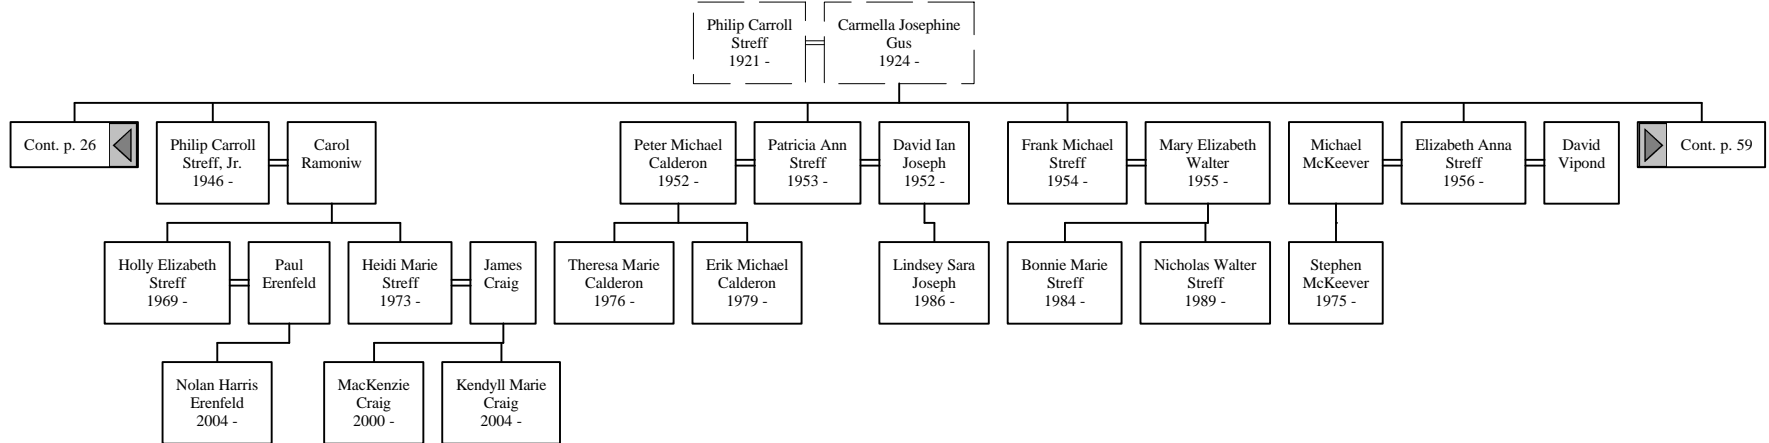 Philip Carroll
Streff
1921 -
Carmella Josephine
Gus
1924 -
Cont. p. 26
Philip Carroll
Streff, Jr.
1946 -
Carol
Ramoniw
Peter Michael
Calderon
1952 -
Patricia Ann
Streff
1953 -
David Ian
Joseph
1952 -
Frank Michael
Streff
1954 -
Mary Elizabeth
Walter
1955 -
Michael
McKeever
Elizabeth Anna
Streff
1956 -
David
Vipond
Cont. p. 59
Holly Elizabeth
Streff
1969 -
Paul
Erenfeld
Heidi Marie
Streff
1973 -
James
Craig
Theresa Marie
Calderon
1976 -
Erik Michael
Calderon
1979 -
Lindsey Sara
Joseph
1986 -
Bonnie Marie
Streff
1984 -
Nicholas Walter
Streff
1989 -
Stephen
McKeever
1975 -
Nolan Harris
Erenfeld
2004 -
MacKenzie
Craig
2000 -
Kendyll Marie
Craig
2004 -